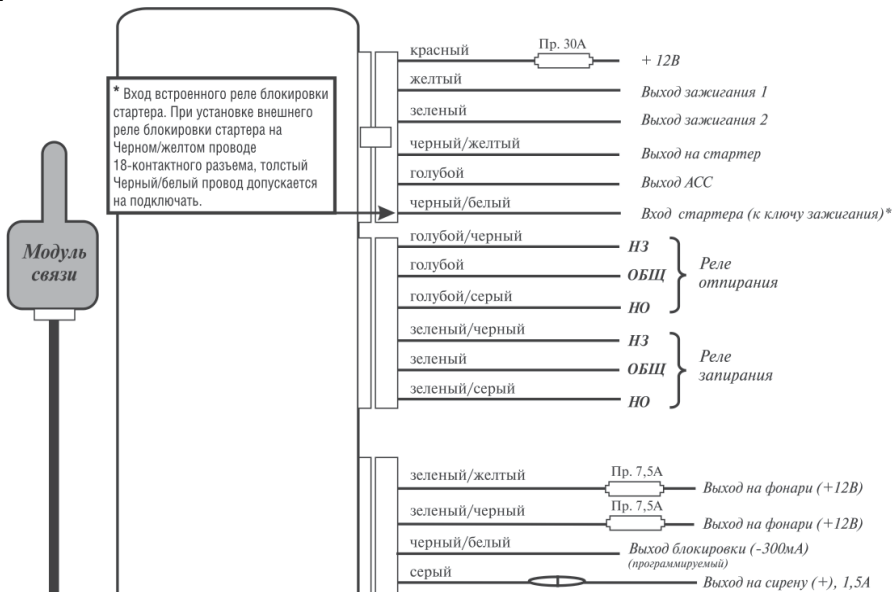 красный
Пр. 30А
+ 12В
желтый
Выход зажигания 1
зеленый
Выход зажигания 2
черный/желтый
Выход на стартер
голубой
Выход АСС
черный/белый
Вход стартера (к ключу зажигания)*
* Вход встроенного реле блокировки
стартера. При установке внешнего
реле блокировки стартера на
Черном/желтом проводе
18-контактного разъема, толстый
Черный/белый провод допускается
на подключать.
Модуль
связи
голубой/черный
НЗ
голубой
ОБЩ
голубой/серый
НО
Реле
отпирания
зеленый/черный
НЗ
зеленый
ОБЩ
зеленый/серый
НО
Реле
запирания
зеленый/желтый
Пр. 7,5А
Выход на фонари (+12В)
зеленый/черный
Пр. 7,5А
Выход на фонари (+12В)
черный/белый
Выход блокировки (-300мА)
(программируемый)
серый
Выход на сирену (+), 1,5А